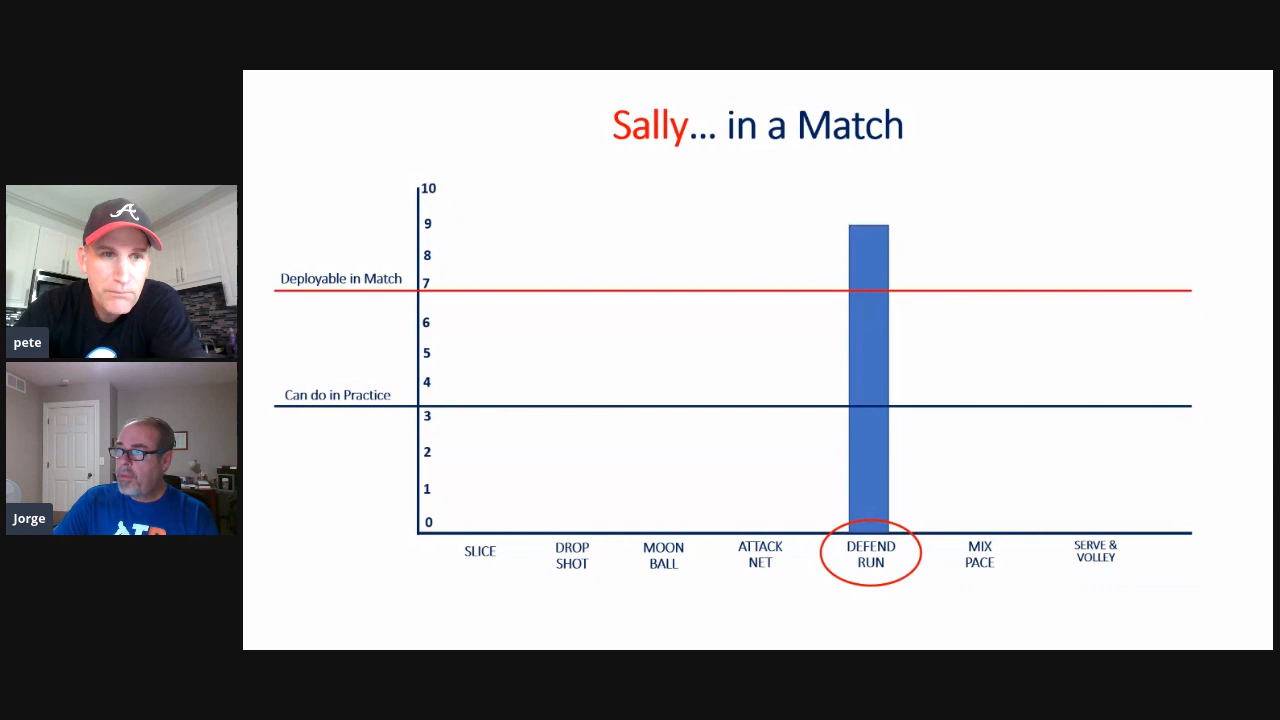 Sally... in a Match
10
9
8
Deployable in Match
7
6
5
4
Can do in Practice
3
2
1
0
SLICE
DROP
SHOT
MOON
BALL
ATTACK
NET
DEFEND
RUN
MIX
PACE
SERVE &
VOLLEY
A
pete
Jorge